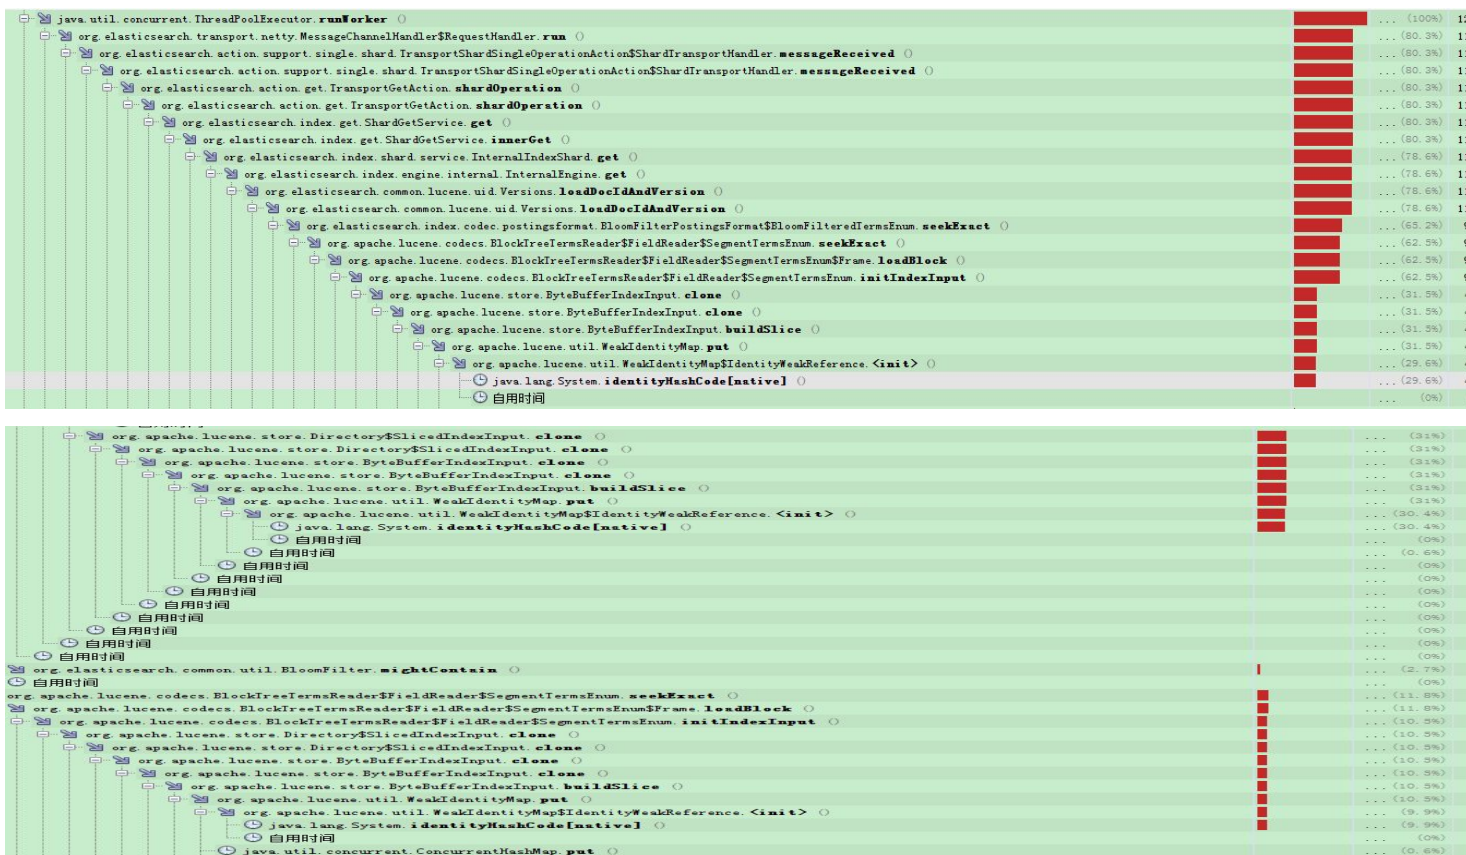 java.util.concurrent.ThreadPoolExecutor.runWorker () ... (100%) 12
org.elasticsearch.transport.netty.MessageChannelHandler$RequestHandler.run () ... (80.3%) 11
org.elasticsearch.action.support.single.shard.TransportShardSingleOperationAction$ShardTransportHandler.messageReceived () ... (80.3%) 11
org.elasticsearch.action.support.single.shard.TransportShardSingleOperationAction$ShardTransportHandler.messageReceived () ... (80.3%) 11
org.elasticsearch.action.get.TransportGetAction.shardOperation () ... (80.3%) 11
org.elasticsearch.action.get.TransportGetAction.shardOperation () ... (80.3%) 11
org.elasticsearch.index.get.ShardGetService.get () ... (80.3%) 11
org.elasticsearch.index.get.ShardGetService.innerGet () ... (80.3%) 11
org.elasticsearch.index.shard.service.InternalIndexShard.get () ... (78.6%) 11
org.elasticsearch.index.engine.internal.InternalEngine.get () ... (78.6%) 11
org.elasticsearch.common.lucene.uid.Versions.loadDocIdAndVersion () ... (78.6%) 11
org.elasticsearch.common.lucene.uid.Versions.loadDocIdAndVersion () ... (78.6%) 11
org.elasticsearch.index.codec.postingsformat.BloomFilterPostingsFormat$BloomFilteredTermsEnum.seekExact () ... (65.2%) 9
org.apache.lucene.codecs.BlockTreeTermsReader$FieldReader$SegmentTermsEnum.seekExact () ... (62.5%) 9
org.apache.lucene.codecs.BlockTreeTermsReader$FieldReader$SegmentTermsEnum$Frame.loadBlock () ... (62.5%) 9
org.apache.lucene.codecs.BlockTreeTermsReader$FieldReader$SegmentTermsEnum.initIndexInput () ... (62.5%) 9
org.apache.lucene.store.ByteBufferIndexInput.clone () ... (31.5%)
org.apache.lucene.store.ByteBufferIndexInput.clone () ... (31.5%)
org.apache.lucene.store.ByteBufferIndexInput.buildSlice () ... (31.5%)
org.apache.lucene.util.WeakIdentityMap.put () ... (31.5%)
org.apache.lucene.util.WeakIdentityMap$IdentityWeakReference.<init> () ... (29.6%)
java.lang.System.identityHashCode[native] () ... (29.6%)
自用时间 ... (0%)
org.apache.lucene.store.Directory$SlicedIndexInput.clone () ... (31%)
org.apache.lucene.store.Directory$SlicedIndexInput.clone () ... (31%)
org.apache.lucene.store.ByteBufferIndexInput.clone () ... (31%)
org.apache.lucene.store.ByteBufferIndexInput.clone () ... (31%)
org.apache.lucene.store.ByteBufferIndexInput.buildSlice () ... (31%)
org.apache.lucene.util.WeakIdentityMap.put () ... (31%)
org.apache.lucene.util.WeakIdentityMap$IdentityWeakReference.<init> () ... (30.4%)
java.lang.System.identityHashCode[native] () ... (30.4%)
自用时间 ... (0%)
自用时间 ... (0.6%)
自用时间 ... (0%)
自用时间 ... (0%)
自用时间 ... (0%)
自用时间 ... (0%)
自用时间 ... (0%)
自用时间 ... (0%)
自用时间 ... (0%)
自用时间 ... (0%)
org.elasticsearch.common.util.BloomFilter.mightContain () ... (2.7%)
自用时间 ... (0%)
org.apache.lucene.codecs.BlockTreeTermsReader$FieldReader$SegmentTermsEnum.seekExact () ... (11.8%)
org.apache.lucene.codecs.BlockTreeTermsReader$FieldReader$SegmentTermsEnum$Frame.loadBlock () ... (11.8%)
org.apache.lucene.codecs.BlockTreeTermsReader$FieldReader$SegmentTermsEnum.initIndexInput () ... (10.5%)
org.apache.lucene.store.Directory$SlicedIndexInput.clone () ... (10.5%)
org.apache.lucene.store.Directory$SlicedIndexInput.clone () ... (10.5%)
org.apache.lucene.store.ByteBufferIndexInput.clone () ... (10.5%)
org.apache.lucene.store.ByteBufferIndexInput.clone () ... (10.5%)
org.apache.lucene.store.ByteBufferIndexInput.buildSlice () ... (10.5%)
org.apache.lucene.util.WeakIdentityMap.put () ... (10.5%)
org.apache.lucene.util.WeakIdentityMap$IdentityWeakReference.<init> () ... (9.9%)
java.lang.System.identityHashCode[native] () ... (9.9%)
自用时间 ... (0%)
java.util.concurrent.ConcurrentHashMap.put () ... (0.6%)